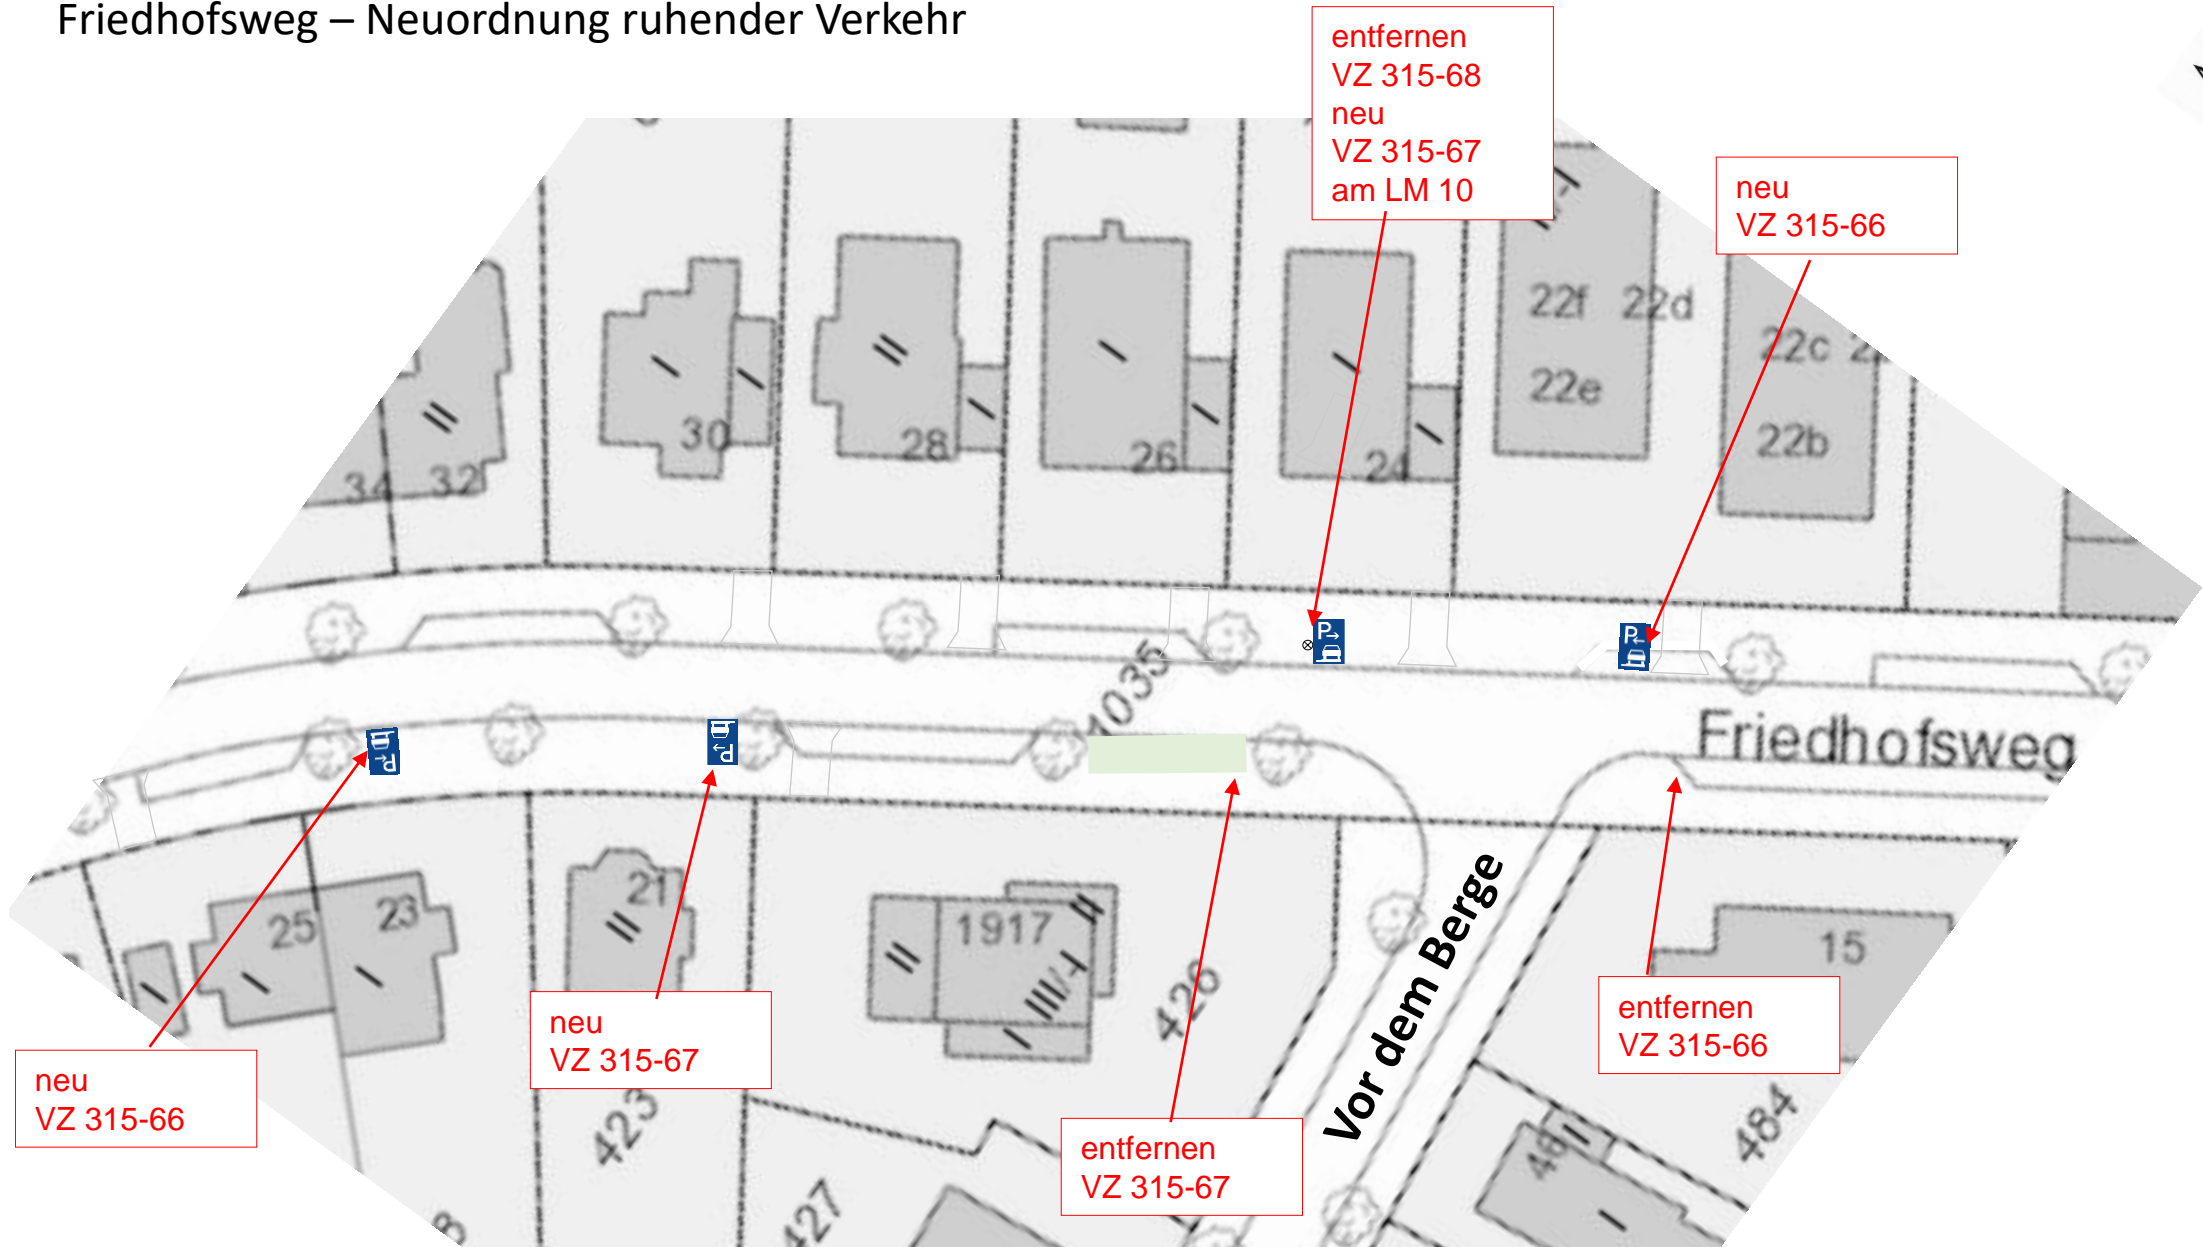 Friedhofsweg – Neuordnung ruhender Verkehr
entfernen
VZ 315-68
neu
VZ 315-67
am LM 10
neu
VZ 315-66
22f 22d
22e
22c
22b
34 32
30
28
26
24
P
P
1035
Friedhofsweg
P
P
25
23
21
1917
426
15
Vor dem Berge
neu
VZ 315-66
neu
VZ 315-67
entfernen
VZ 315-67
entfernen
VZ 315-66
423
427
484